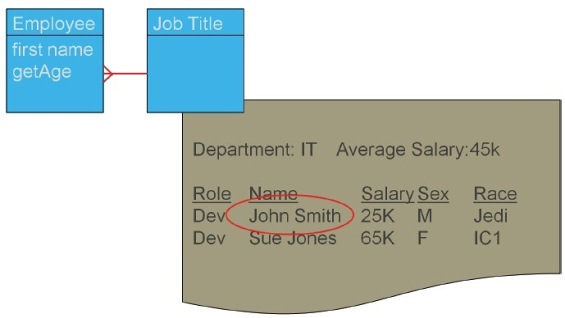 Employee
first name
getAge
Job Title
Department: IT Average Salary:45k
Role Name Salary Sex Race
Dev John Smith 25K M Jedi
Dev Sue Jones 65K F IC1